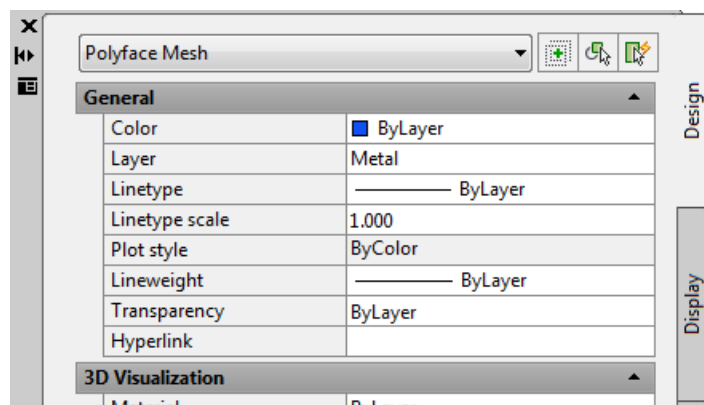 Polyface Mesh
General
Color ByLayer
Layer Metal
Linetype ByLayer
Linetype scale 1.000
Plot style ByColor
Lineweight ByLayer
Transparency ByLayer
Hyperlink
3D Visualization
Design
Display